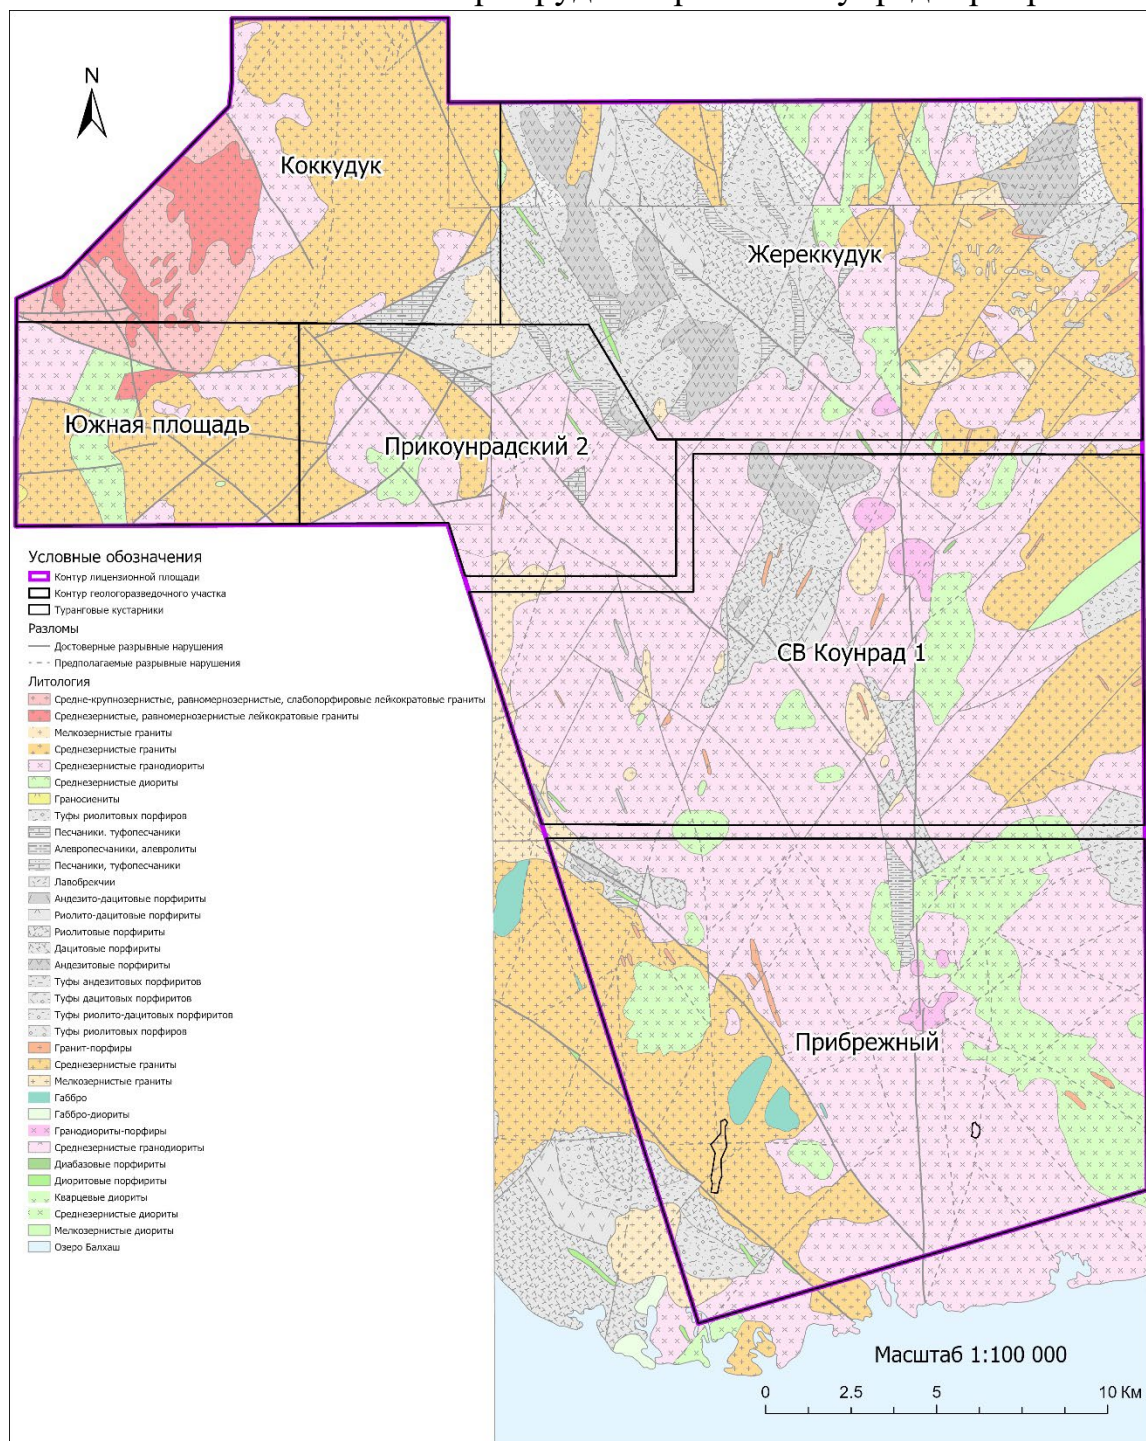 N
Коккудук
Жереккудук
Южная площадь
Прикоунрадский 2
СВ Коунрад 1
Прибрежный
Условные обозначения
Контур лицензионной площади
Контур геологоразведочного участка
Туранговые кустарники
Разломы
Достоверные разрывные нарушения
Предполагаемые разрывные нарушения
Литология
Средне-крупнозернистые, равномернозернистые, слабопорфировые лейкократовые граниты
Среднезернистые, равномернозернистые лейкократовые граниты
Мелкозернистые граниты
Среднезернистые граниты
Среднезернистые гранодиориты
Среднезернистые диориты
Граносиениты
Туфы риолитовых порфиров
Песчаники. туфопесчаники
Алевропесчаники, алевролиты
Песчаники, туфопесчаники
Лавобрекчии
Андезито-дацитовые порфириты
Риолито-дацитовые порфириты
Риолитовые порфириты
Дацитовые порфириты
Андезитовые порфириты
Туфы андезитовых порфиритов
Туфы дацитовых порфиритов
Туфы риолито-дацитовых порфиритов
Туфы риолитовых порфиров
Гранит-порфиры
Среднезернистые граниты
Мелкозернистые граниты
Габбро
Габбро-диориты
Гранодиориты-порфиры
Среднезернистые гранодиориты
Диабазовые порфириты
Диоритовые порфириты
Кварцевые диориты
Среднезернистые диориты
Мелкозернистые диориты
Озеро Балхаш
Масштаб 1:100 000
0 2.5 5 10 Км